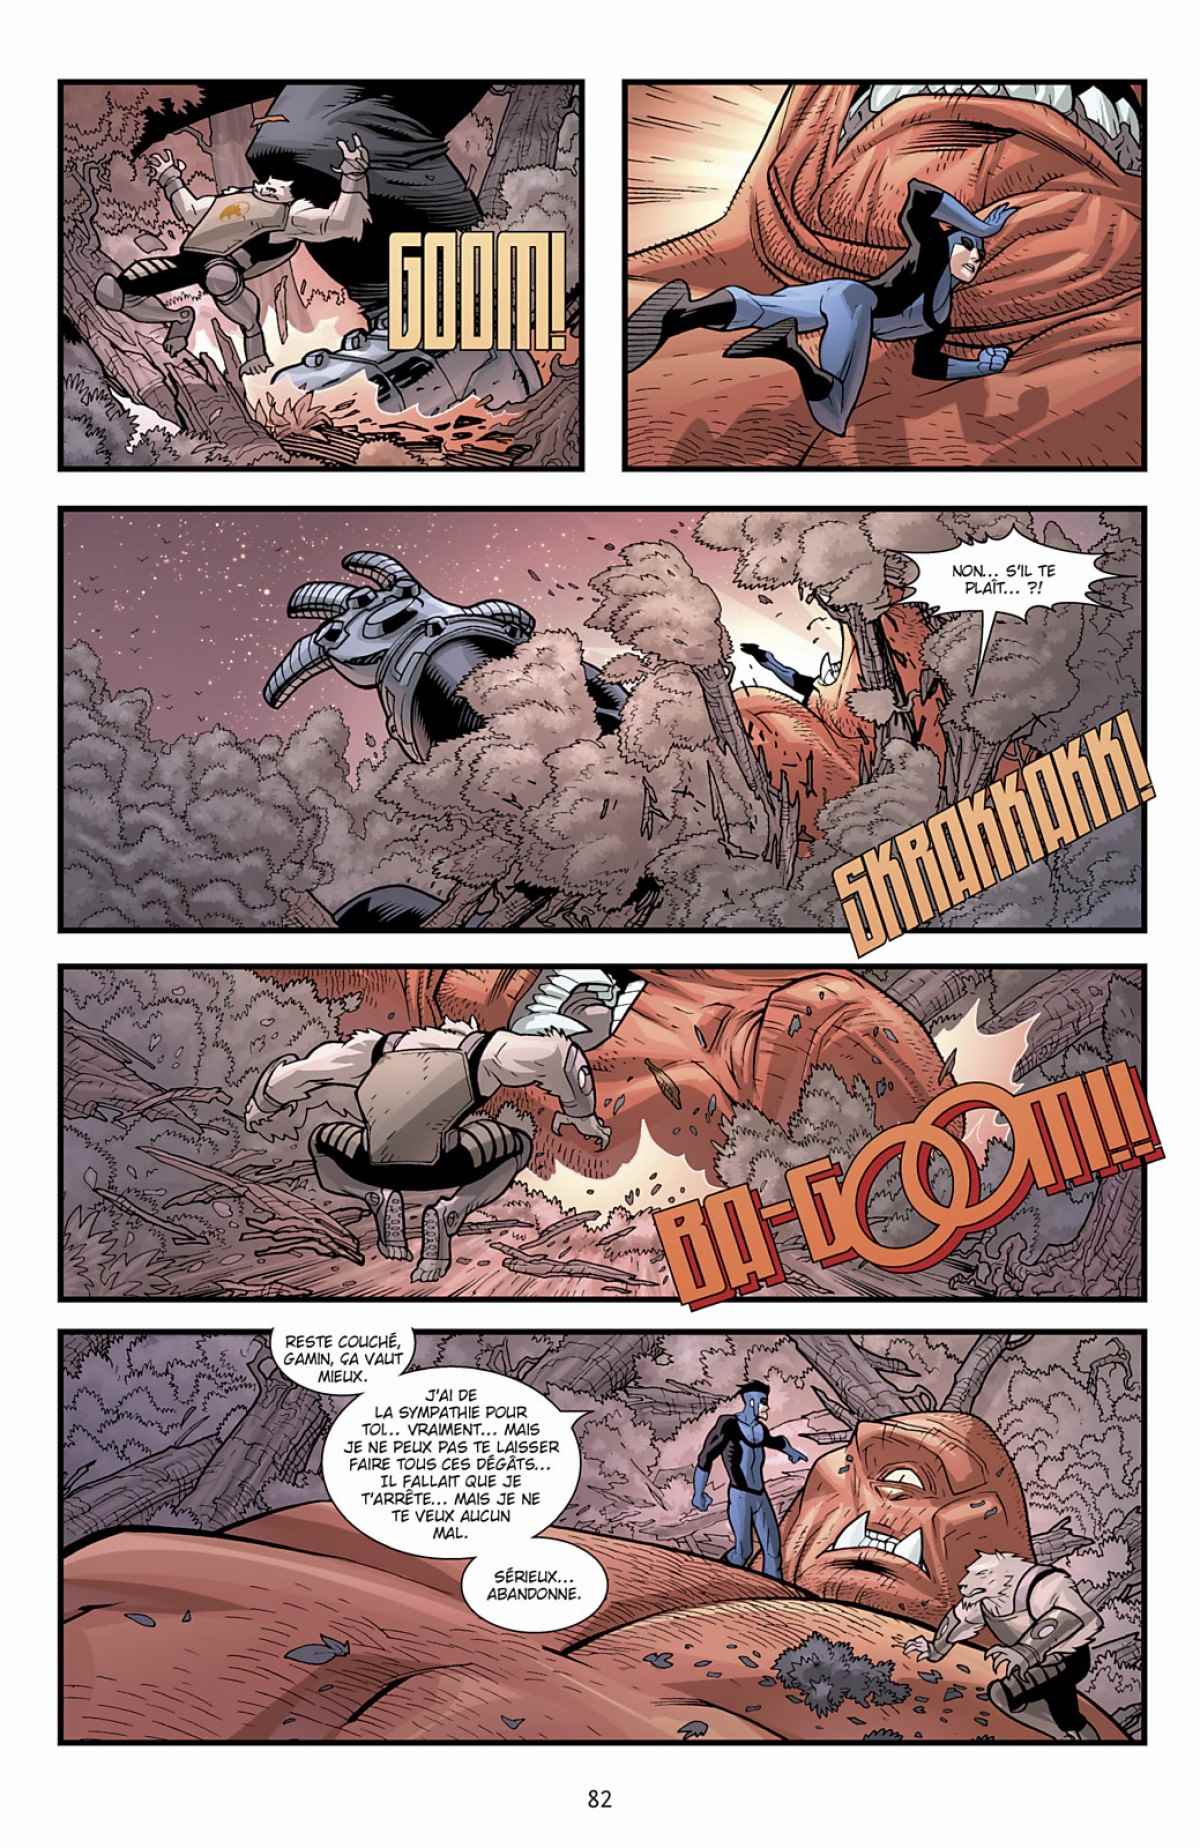 GOOM!
NON... S'IL TE
PLAÎT... ?!
SKRAKKAKK!
BA-GOOM!!
RESTE COUCHÉ,
GAMIN, ÇA VAUT
MIEUX.
J'AI DE
LA SYMPATHIE POUR
TOI... VRAIMENT... MAIS
JE NE PEUX PAS TE LAISSER
FAIRE TOUS CES DÉGÂTS...
IL FALLAIT QUE JE
T'ARRÊTE... MAIS JE NE
TE VEUX AUCUN
MAL.
SÉRIEUX...
ABANDONNE.
82